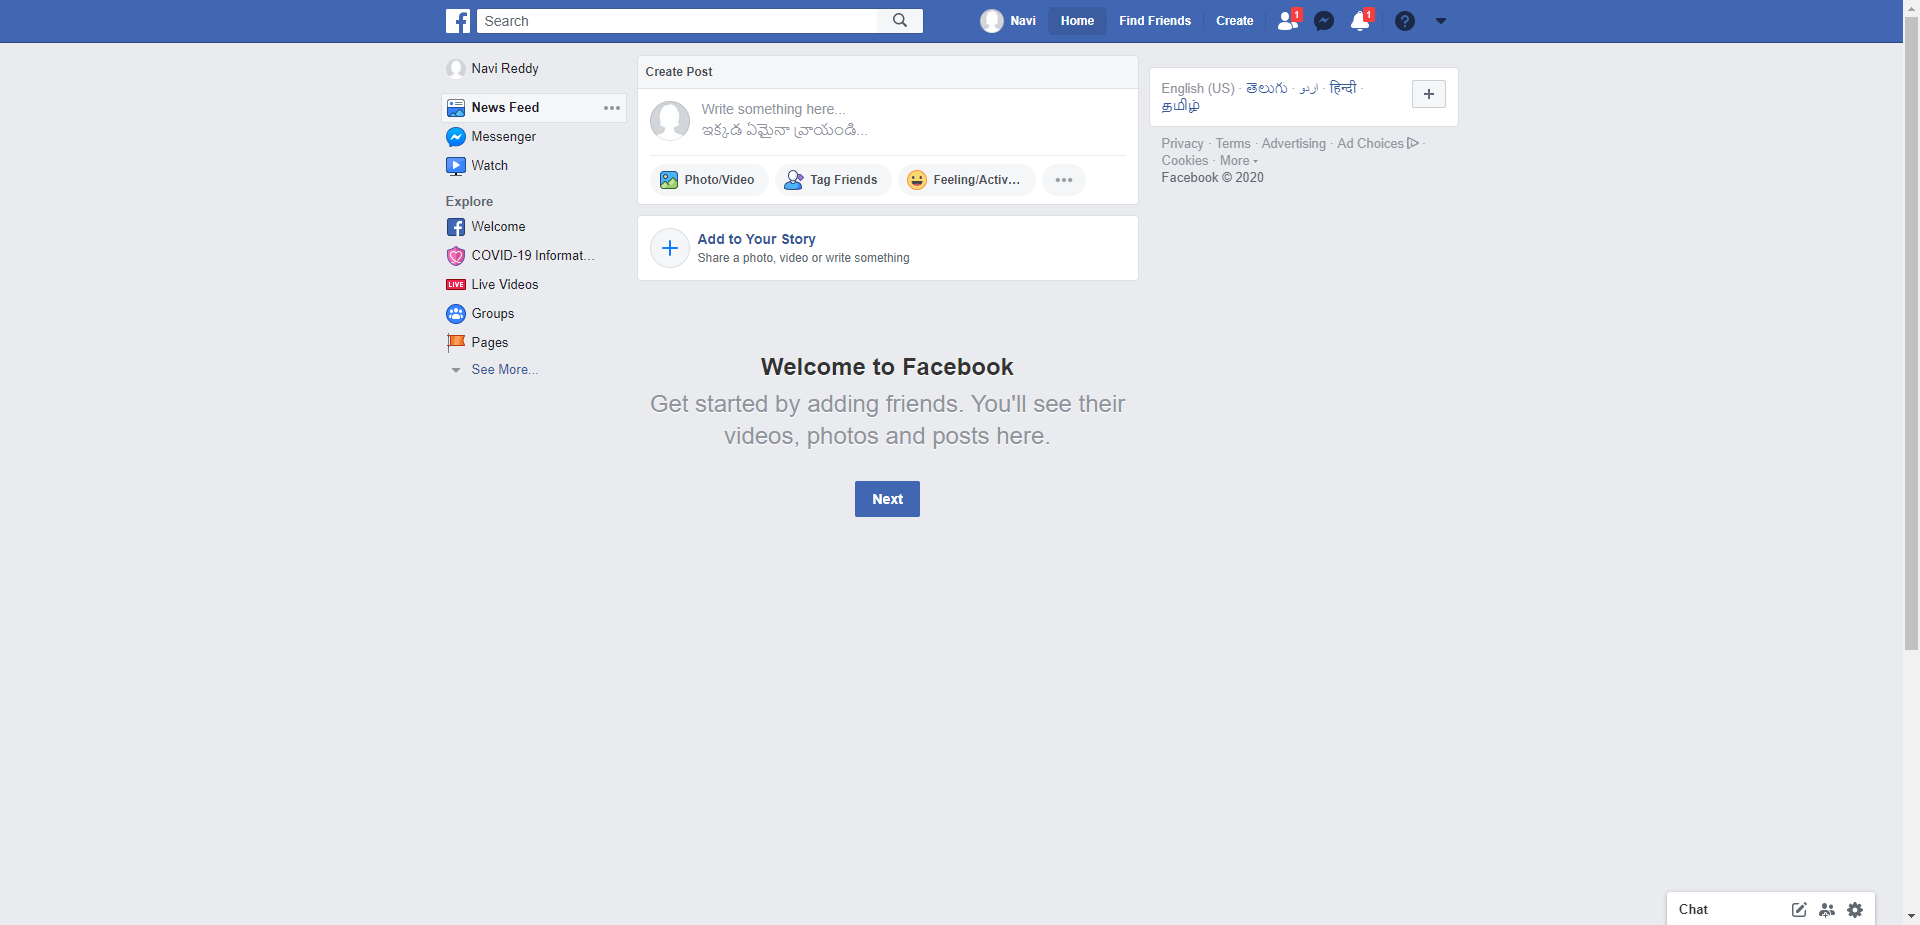 Search
Navi
Home
Find Friends
Create
1
1
Navi Reddy
News Feed
Messenger
Watch
Explore
Welcome
COVID-19 Informat...
LIVE Live Videos
Groups
Pages
See More...
Create Post
Write something here...
ఇక్కడ ఏమైనా వ్రాయండి...
Photo/Video
Tag Friends
Feeling/Activ...
Add to Your Story
Share a photo, video or write something
Welcome to Facebook
Get started by adding friends. You'll see their
videos, photos and posts here.
Next
English (US) · తెలుగు · اردو · हिन्दी ·
தமிழ்
Privacy · Terms · Advertising · Ad Choices ·
Cookies · More
Facebook © 2020
Chat